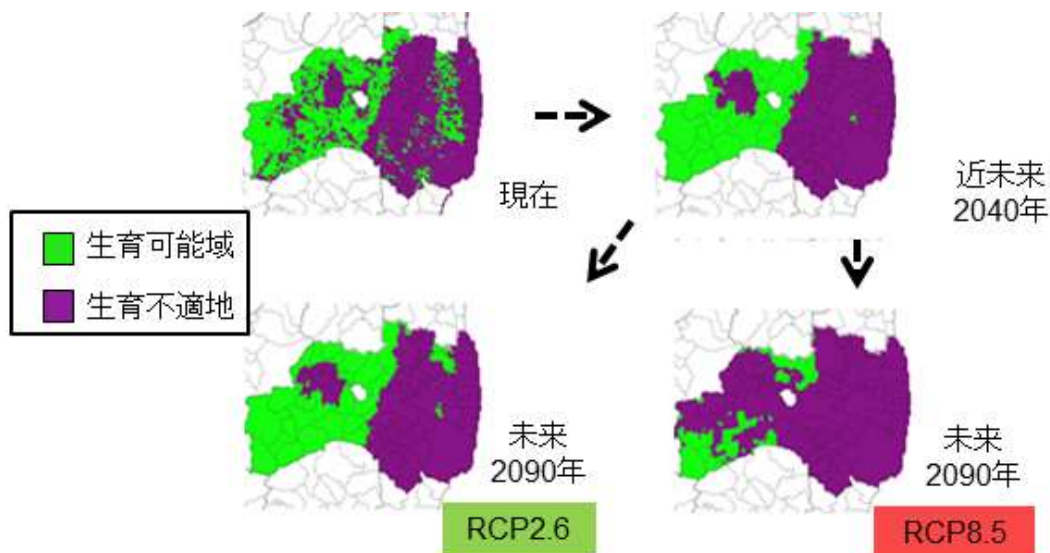 現在
近未来
2040年
生育可能域
生育不適地
未来
2090年
RCP2.6
未来
2090年
RCP8.5